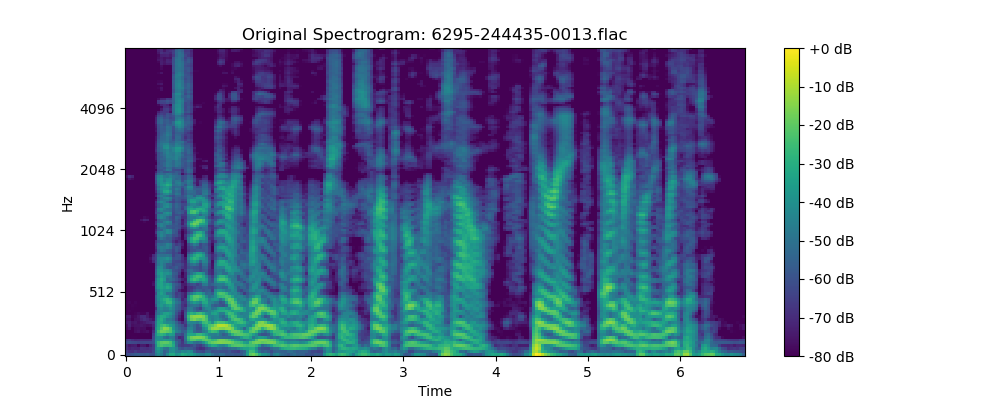 Original Spectrogram: 6295-244435-0013.flac
Hz
4096
2048
1024
512
0
0 1 2 3 4 5 6
Time
+0 dB
-10 dB
-20 dB
-30 dB
-40 dB
-50 dB
-60 dB
-70 dB
-80 dB